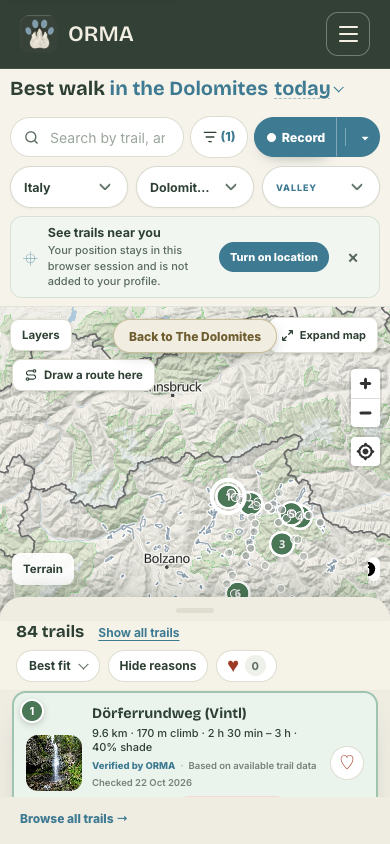 ORMA
Best walk in the Dolomites today
Search by trail, ar
(1)
Record
Italy
Dolomit...
VALLEY
See trails near you
Your position stays in this
browser session and is not
added to your profile.
Turn on location
Layers
Back to The Dolomites
Expand map
Draw a route here
nnsbruck
Bolzano
3
Terrain
84 trails
Show all trails
Best fit
Hide reasons
0
1
Dörferrundweg (Vintl)
9.6 km · 170 m climb · 2 h 30 min – 3 h ·
40% shade
Verified by ORMA · Based on available trail data
Checked 22 Oct 2026
Browse all trails →